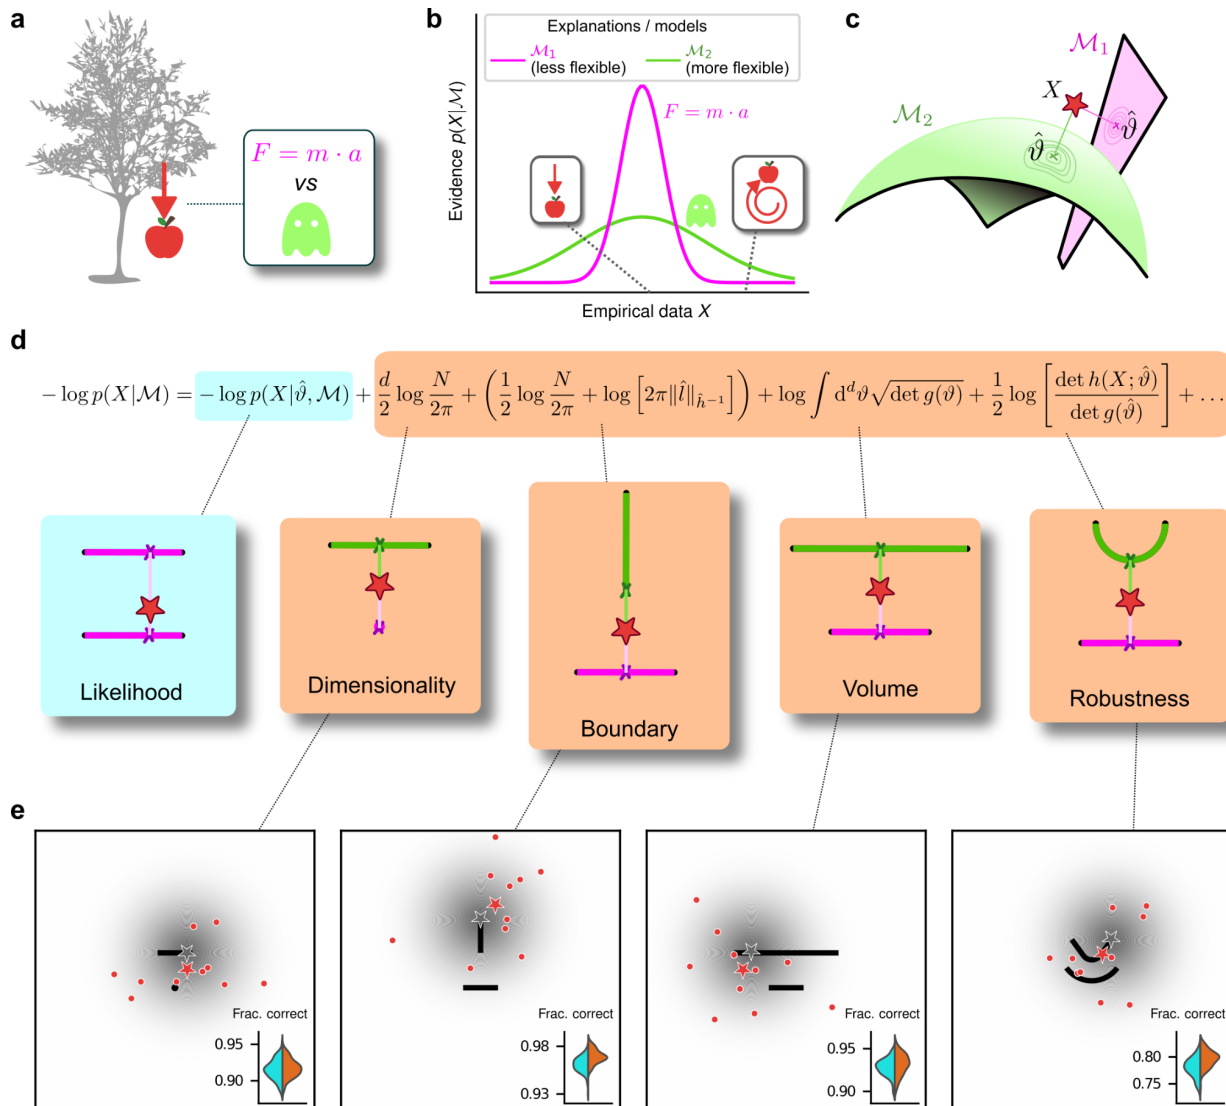 a
F = m · a
vs
b
Explanations / models
ℳ₁
(less flexible)
ℳ₂
(more flexible)
F = m · a
Evidence p(X|ℳ)
Empirical data X
c
ℳ₁
X
ℳ₂
ϑ̂
ϑ̂
d
− log p(X|ℳ) = − log p(X|ϑ̂, ℳ) + d/2 log N/2π + (1/2 log N/2π + log [2π‖l̂‖_ĥ⁻¹]) + log ∫ dᵈϑ √det g(ϑ) + 1/2 log [det h(X; ϑ̂)/det g(ϑ̂)] + …
Likelihood
Dimensionality
Boundary
Volume
Robustness
e
Frac. correct
0.95
0.90
Frac. correct
0.98
0.93
Frac. correct
0.95
0.90
Frac. correct
0.80
0.75